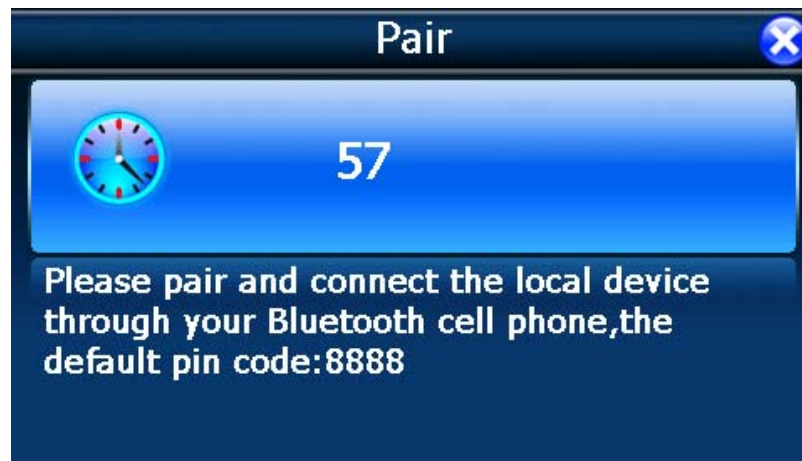 Pair
57
Please pair and connect the local device
through your Bluetooth cell phone,the
default pin code:8888